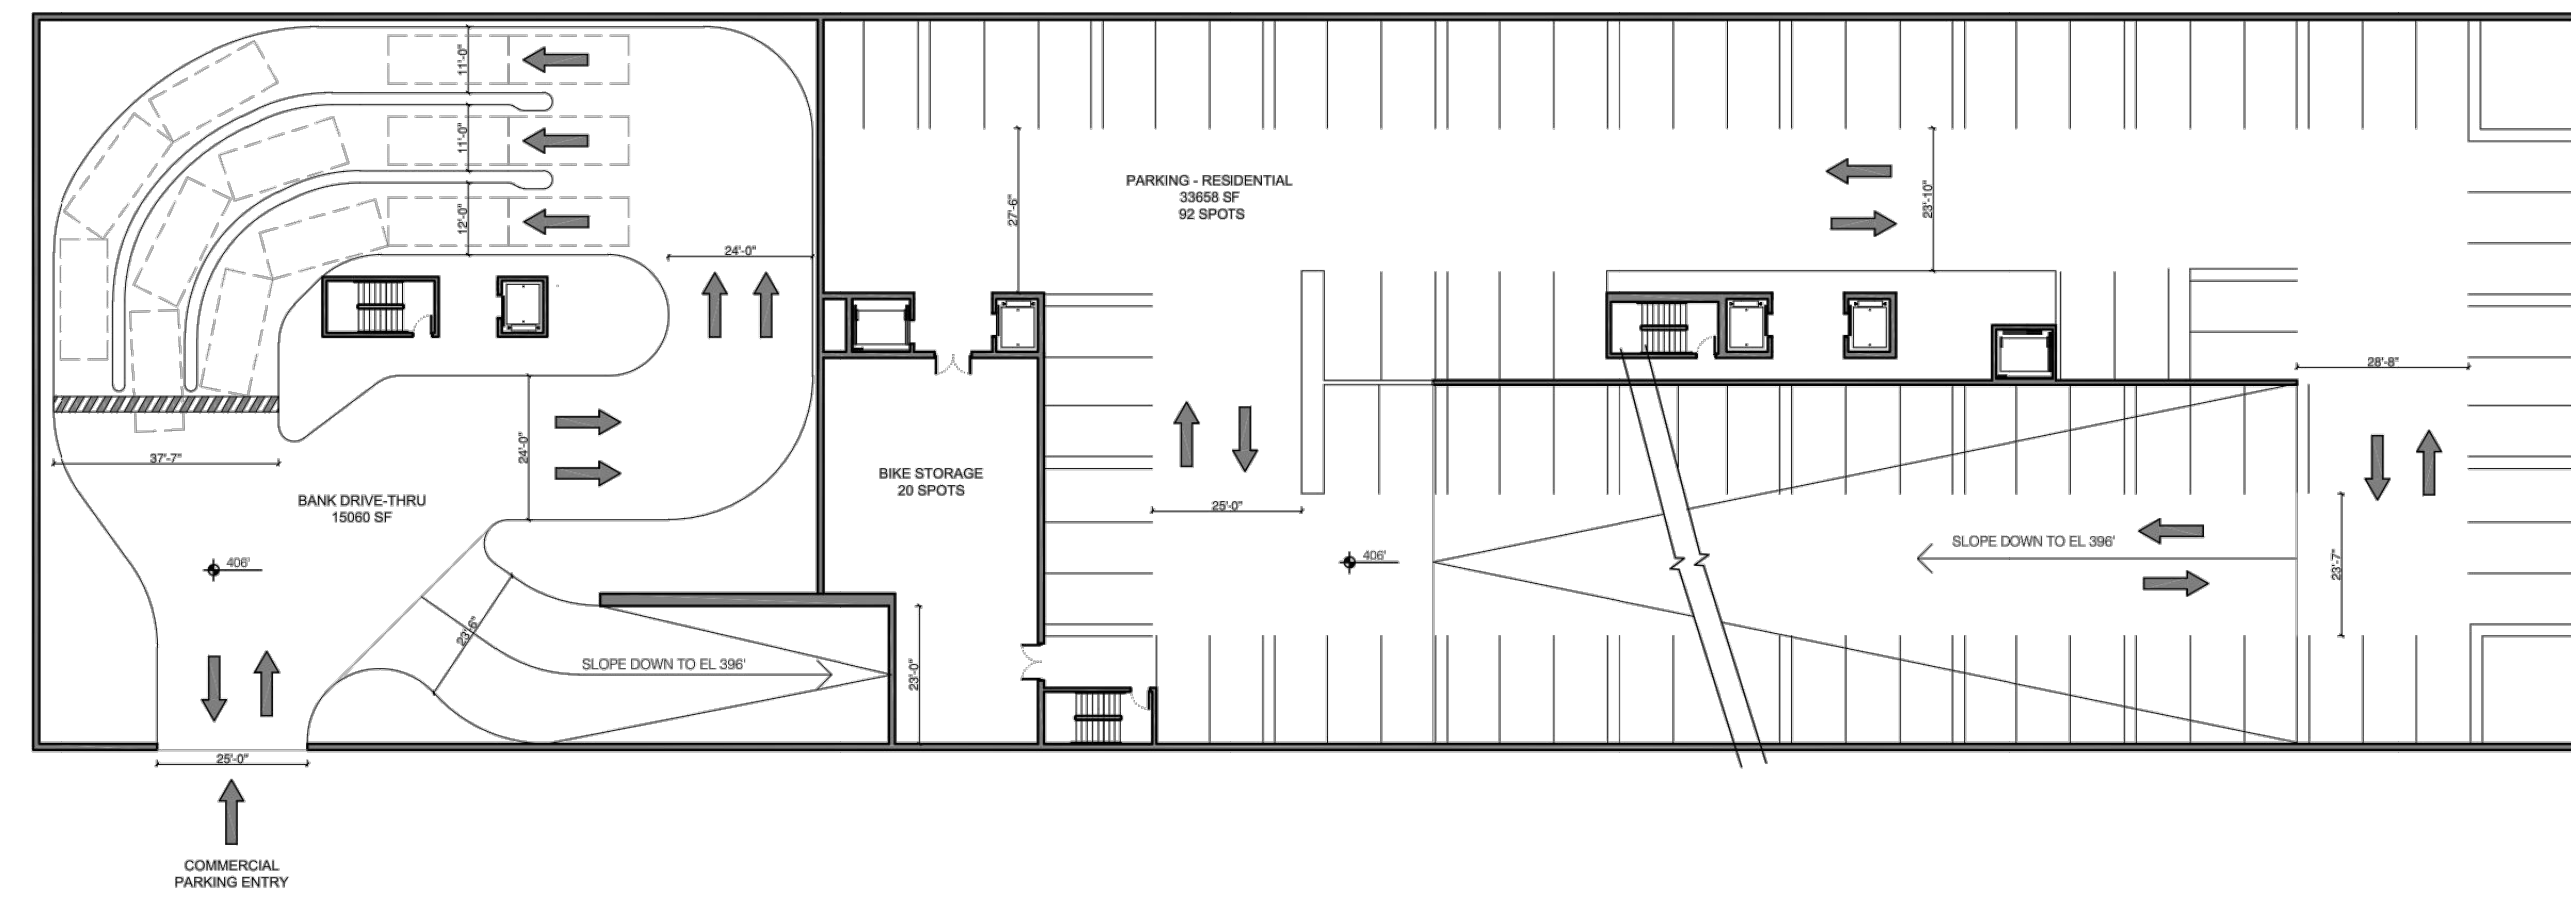 11'-0"
11'-0"
12'-0"
24'-0"
27'-6"
PARKING - RESIDENTIAL
33658 SF
92 SPOTS
23'-10"
28'-8"
37'-7"
24'-0"
BANK DRIVE-THRU
15060 SF
BIKE STORAGE
20 SPOTS
25'-0"
406'
406'
SLOPE DOWN TO EL 396'
23'-7"
23'-6"
SLOPE DOWN TO EL 396'
23'-0"
25'-0"
COMMERCIAL
PARKING ENTRY